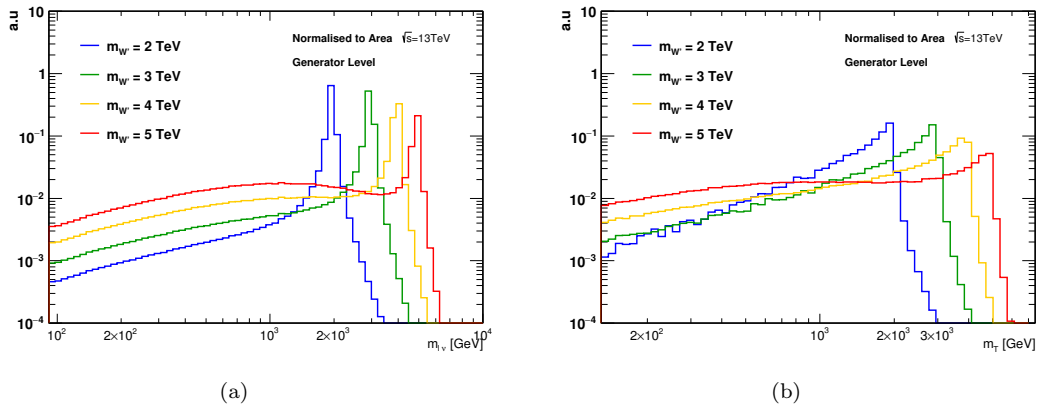 a.u
10
1
10⁻¹
10⁻²
10⁻³
10⁻⁴
m_W' = 2 TeV
m_W' = 3 TeV
m_W' = 4 TeV
m_W' = 5 TeV
Normalised to Area √s=13TeV
Generator Level
10² 2×10² 10³ 2×10³ 10⁴
m_lν [GeV]
(a)
a.u
10
1
10⁻¹
10⁻²
10⁻³
10⁻⁴
m_W' = 2 TeV
m_W' = 3 TeV
m_W' = 4 TeV
m_W' = 5 TeV
Normalised to Area √s=13TeV
Generator Level
2×10² 10³ 2×10³ 3×10³
m_T [GeV]
(b)